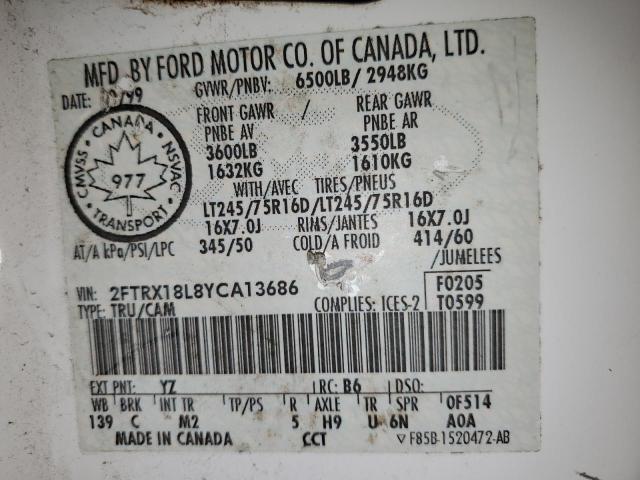 MFD BY FORD MOTOR CO. OF CANADA, LTD.
DATE: /99 GVWR/PNBV: 6500LB/ 2948KG
FRONT GAWR / REAR GAWR
PNBE AV PNBE AR
3600LB 3550LB
1632KG 1610KG
WITH/AVEC TIRES/PNEUS
LT245/75R16D/LT245/75R16D
16X7.0J RIMS/JANTES 16X7.0J
AT/A kPa/PSI/LPC 345/50 COLD/A FROID 414/60
/JUMELEES
CMVSS • CANADA • NSVAC
977
TRANSPORT
VIN: 2FTRX18L8YCA13686 F0205
TYPE: TRU/CAM COMPLIES: ICES-2 T0599
EXT PNT: YZ RC: B6 DSO:
WB BRK INT TR TP/PS R AXLE TR SPR 0F514
139 C M2 5 H9 U 6N A0A
MADE IN CANADA CCT F85B-1520472-AB